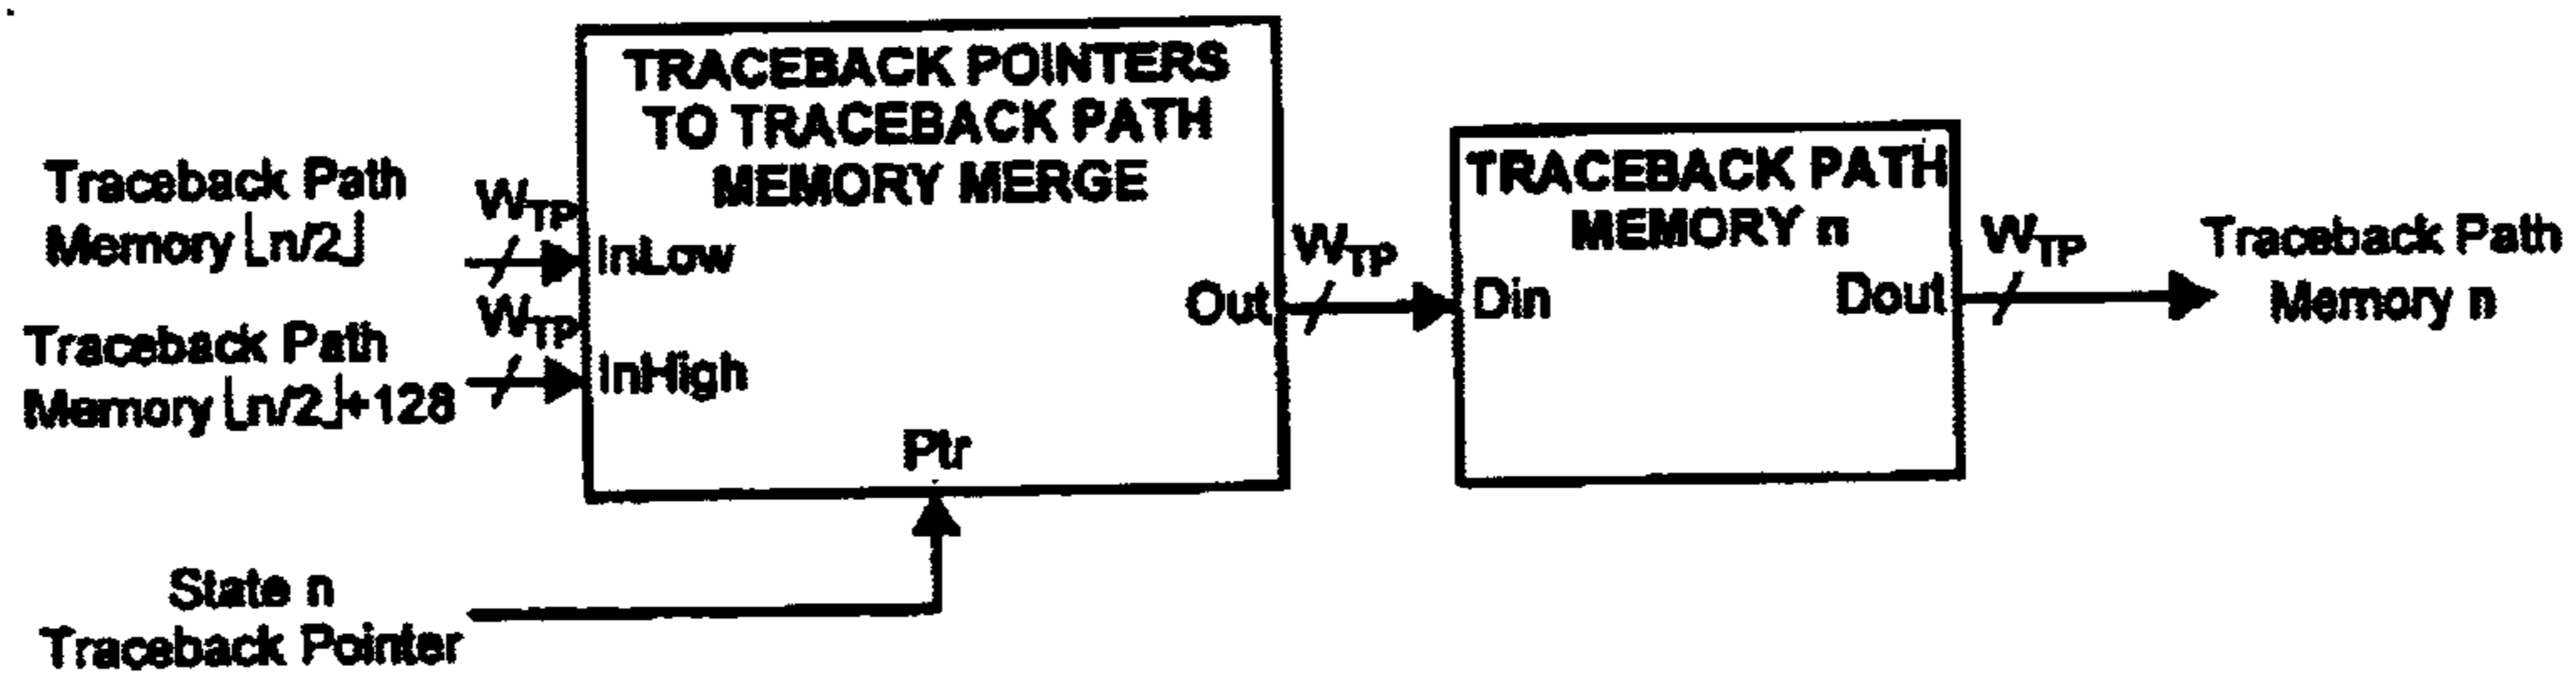 TRACEBACK POINTERS
TO TRACEBACK PATH
MEMORY MERGE
Traceback Path
Memory ⌊n/2⌋
W_TP
InLow
Traceback Path
Memory ⌊n/2⌋+128
W_TP
InHigh
Ptr
Out
W_TP
State n
Traceback Pointer
TRACEBACK PATH
MEMORY n
Din
Dout
W_TP
Traceback Path
Memory n